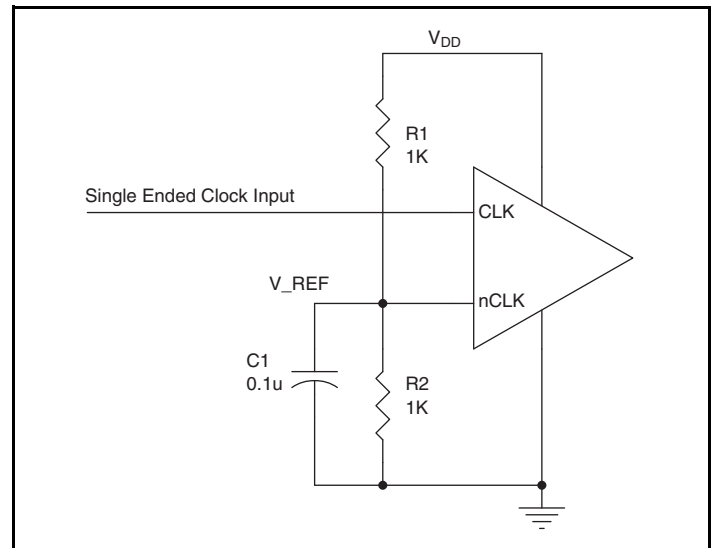 VDD
R1
1K
Single Ended Clock Input
CLK
V_REF
nCLK
C1
0.1u
R2
1K